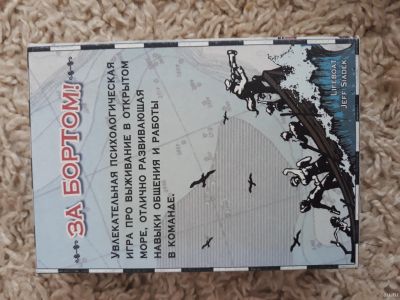 ЗА БОРТОМ!
УВЛЕКАТЕЛЬНАЯ ПСИХОЛОГИЧЕСКАЯ
ИГРА ПРО ВЫЖИВАНИЕ В ОТКРЫТОМ
МОРЕ, ОТЛИЧНО РАЗВИВАЮЩАЯ
НАВЫКИ ОБЩЕНИЯ И РАБОТЫ
В КОМАНДЕ.
LIFEBOAT
JEFF SIADEK